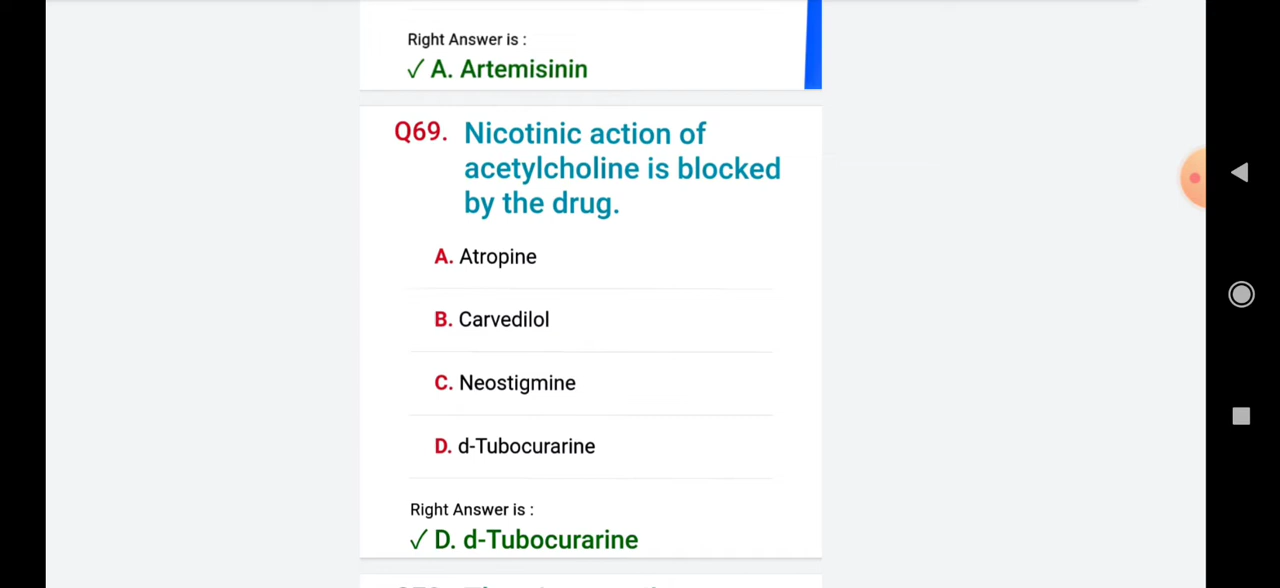 Right Answer is :
✓ A. Artemisinin
Q69. Nicotinic action of
acetylcholine is blocked
by the drug.
A. Atropine
B. Carvedilol
C. Neostigmine
D. d-Tubocurarine
Right Answer is :
✓ D. d-Tubocurarine